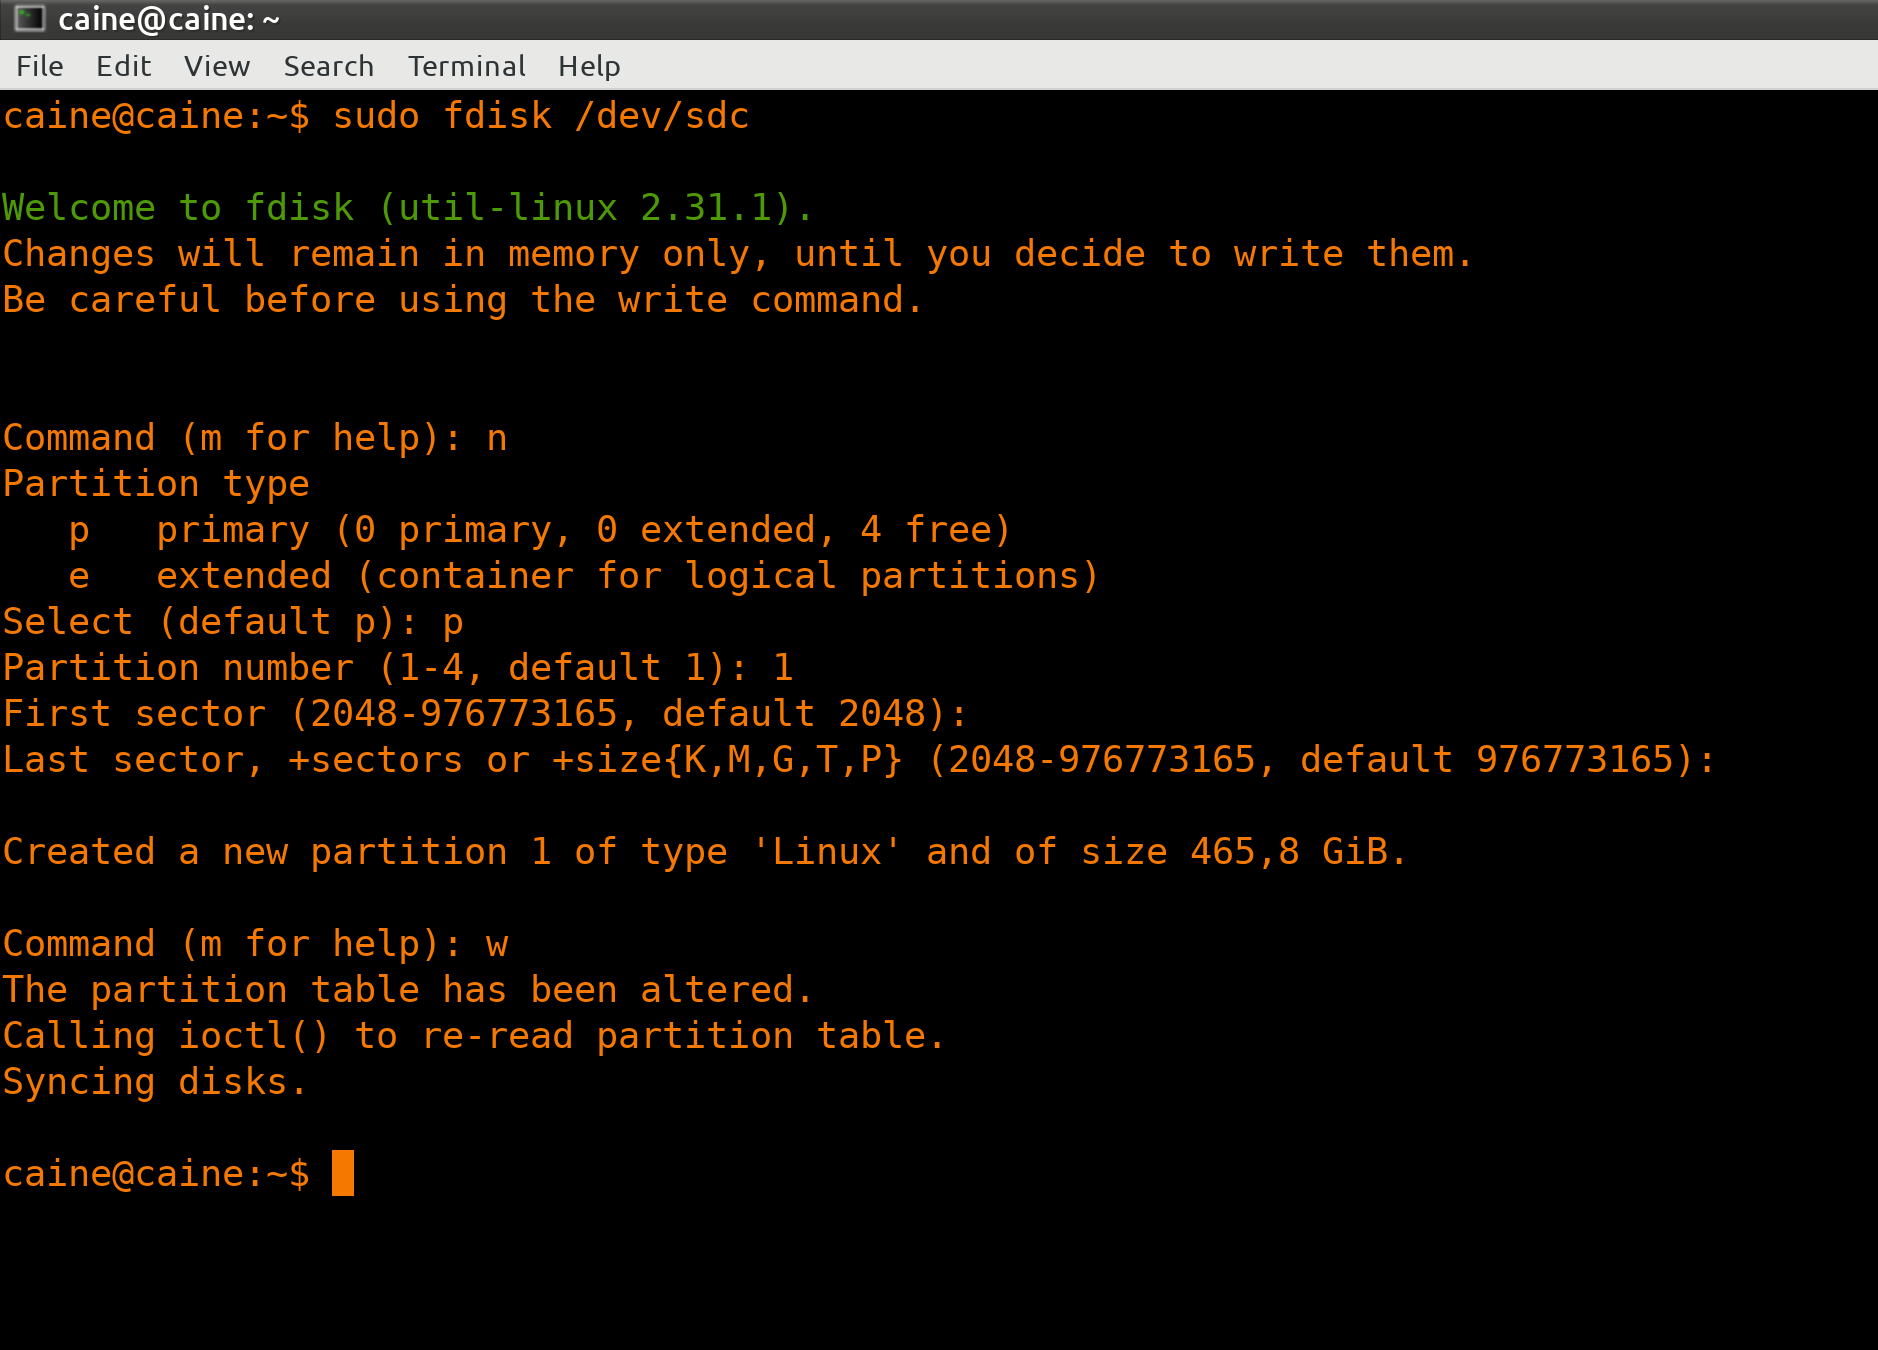 caine@caine: ~
File Edit View Search Terminal Help
caine@caine:~$ sudo fdisk /dev/sdc
Welcome to fdisk (util-linux 2.31.1).
Changes will remain in memory only, until you decide to write them.
Be careful before using the write command.
Command (m for help): n
Partition type
   p   primary (0 primary, 0 extended, 4 free)
   e   extended (container for logical partitions)
Select (default p): p
Partition number (1-4, default 1): 1
First sector (2048-976773165, default 2048):
Last sector, +sectors or +size{K,M,G,T,P} (2048-976773165, default 976773165):
Created a new partition 1 of type 'Linux' and of size 465,8 GiB.
Command (m for help): w
The partition table has been altered.
Calling ioctl() to re-read partition table.
Syncing disks.
caine@caine:~$